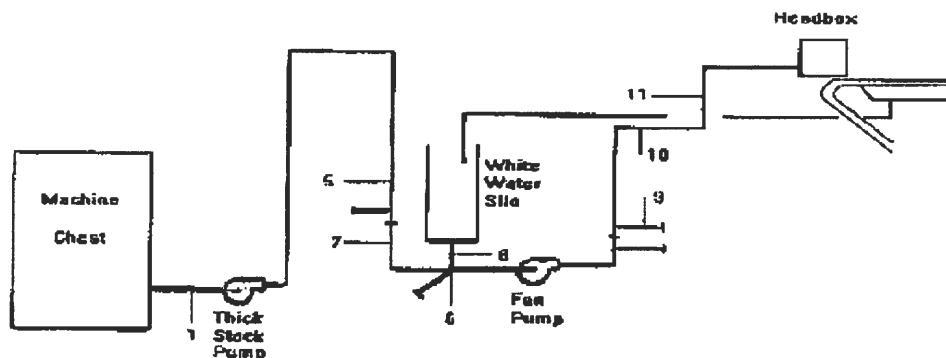 Headbox
11
10
White
Water
Silo
5
9
Machine
Chest
7
8
Fan
Pump
6
1
Thick
Stock
Pump